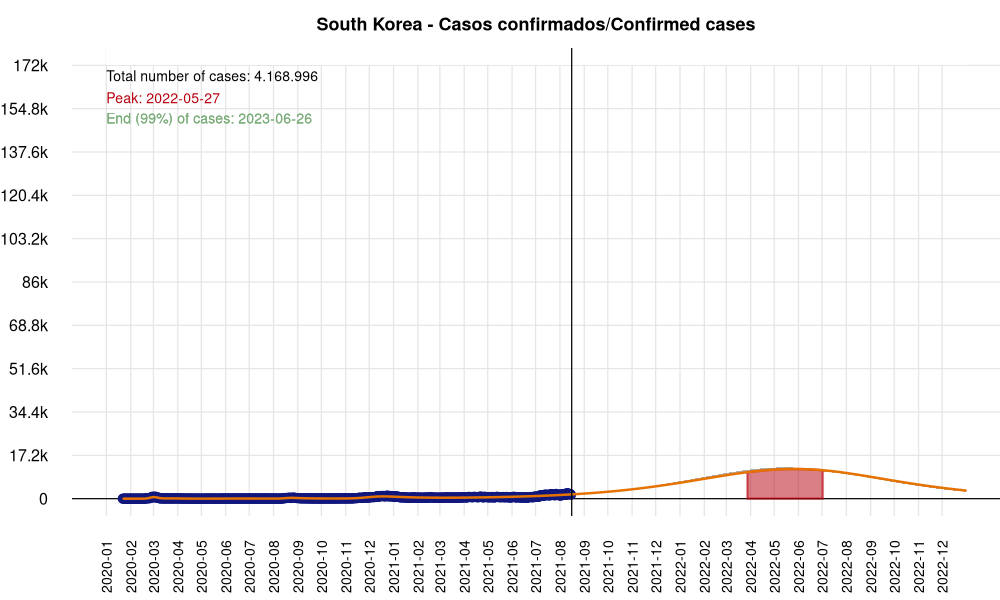 South Korea - Casos confirmados/Confirmed cases
172k
Total number of cases: 4.168.996
Peak: 2022-05-27
154.8k
End (99%) of cases: 2023-06-26
137.6k
120.4k
103.2k
86k
68.8k
51.6k
34.4k
17.2k
0
2020-01
2020-02
2020-03
2020-04
2020-05
2020-06
2020-07
2020-08
2020-09
2020-10
2020-11
2020-12
2021-01
2021-02
2021-03
2021-04
2021-05
2021-06
2021-07
2021-08
2021-09
2021-10
2021-11
2021-12
2022-01
2022-02
2022-03
2022-04
2022-05
2022-06
2022-07
2022-08
2022-09
2022-10
2022-11
2022-12